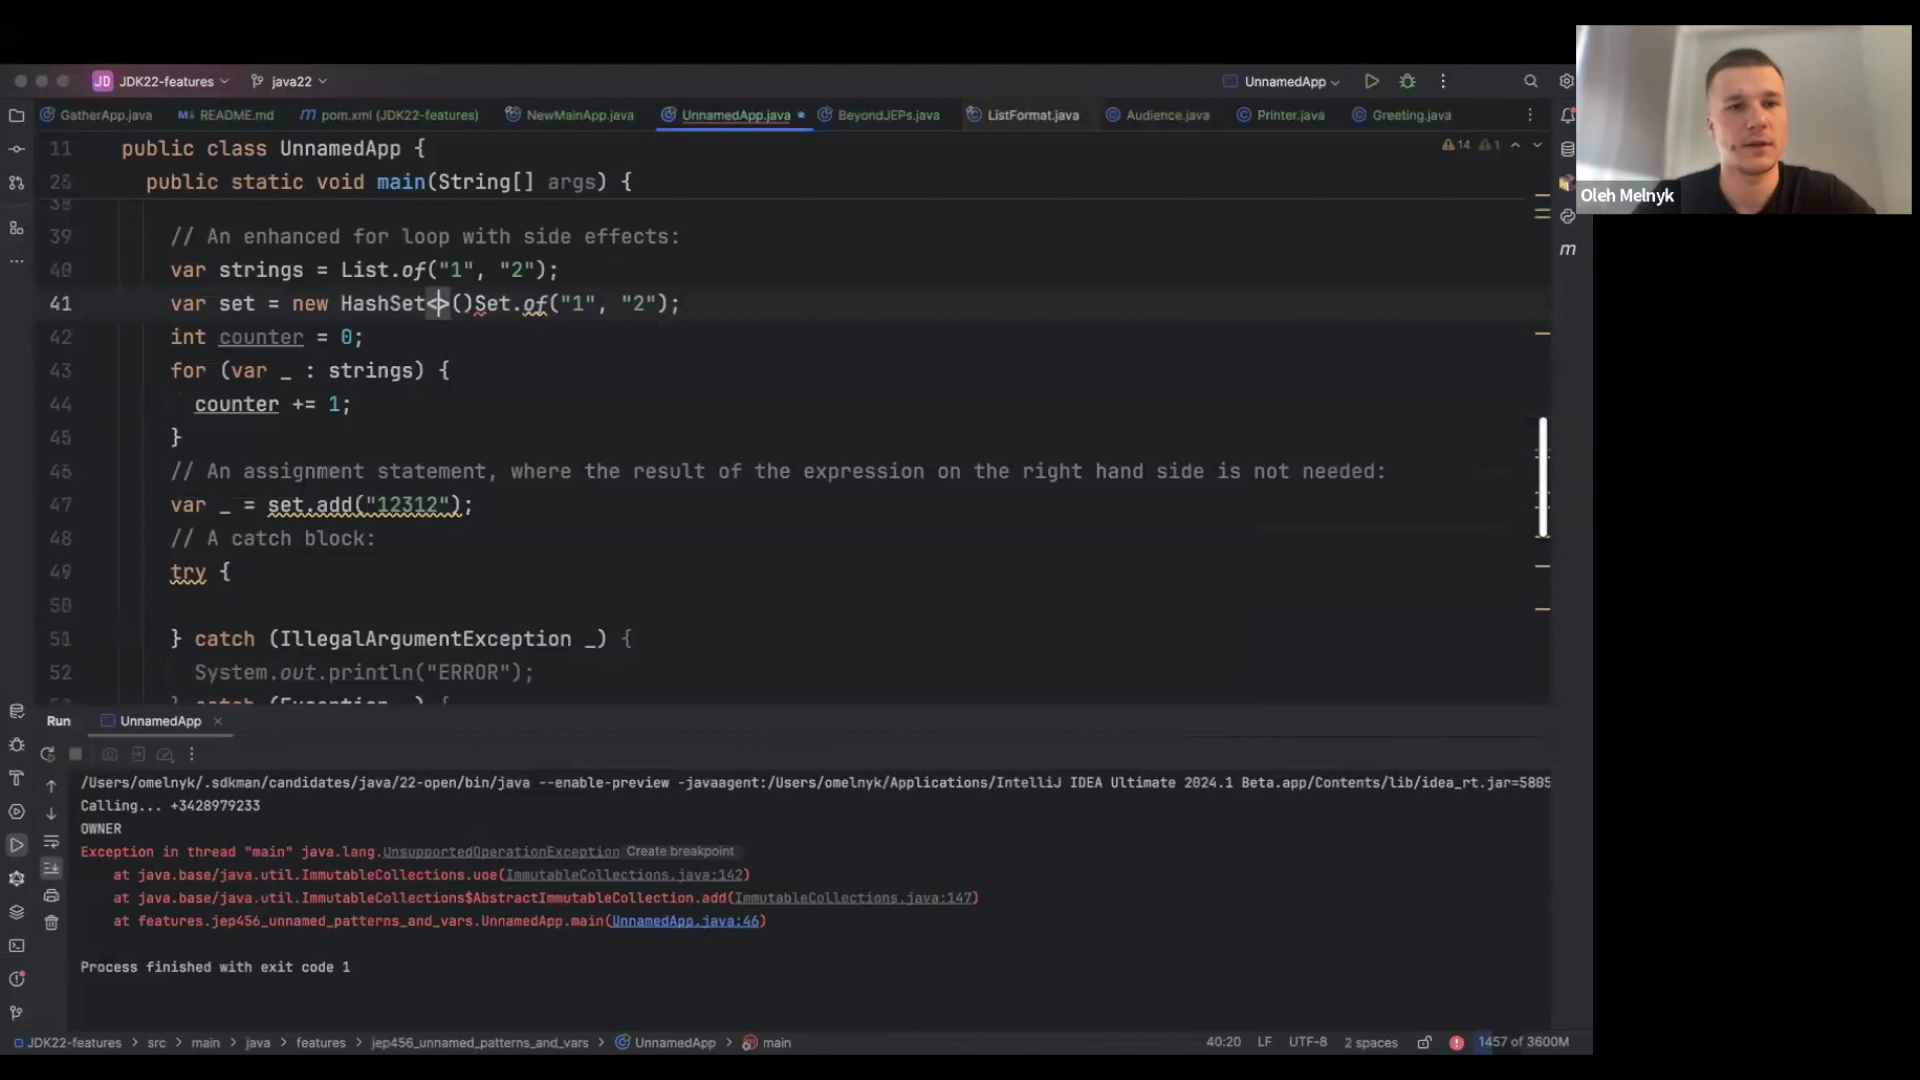 JD JDK22-features java22 UnnamedApp
GatherApp.java README.md pom.xml (JDK22-features) NewMainApp.java UnnamedApp.java BeyondJEPs.java ListFormat.java Audience.java Printer.java Greeting.java
11 public class UnnamedApp { 14 1
public static void main(String[] args) {
Oleh Melnyk
39 // An enhanced for loop with side effects:
40 var strings = List.of("1", "2");
41 var set = new HashSet<>()Set.of("1", "2");
42 int counter = 0;
43 for (var _ : strings) {
44 counter += 1;
45 }
46 // An assignment statement, where the result of the expression on the right hand side is not needed:
47 var _ = set.add("12312");
48 // A catch block:
49 try {
50
51 } catch (IllegalArgumentException _) {
52 System.out.println("ERROR");
Run UnnamedApp
/Users/omelnyk/.sdkman/candidates/java/22-open/bin/java --enable-preview -javaagent:/Users/omelnyk/Applications/IntelliJ IDEA Ultimate 2024.1 Beta.app/Contents/lib/idea_rt.jar=5805
Calling... +3428979233
OWNER
Exception in thread "main" java.lang.UnsupportedOperationException Create breakpoint
at java.base/java.util.ImmutableCollections.uoe(ImmutableCollections.java:142)
at java.base/java.util.ImmutableCollections$AbstractImmutableCollection.add(ImmutableCollections.java:147)
at features.jep456_unnamed_patterns_and_vars.UnnamedApp.main(UnnamedApp.java:46)
Process finished with exit code 1
JDK22-features > src > main > java > features > jep456_unnamed_patterns_and_vars > UnnamedApp > main 40:20 LF UTF-8 2 spaces 1457 of 3600M